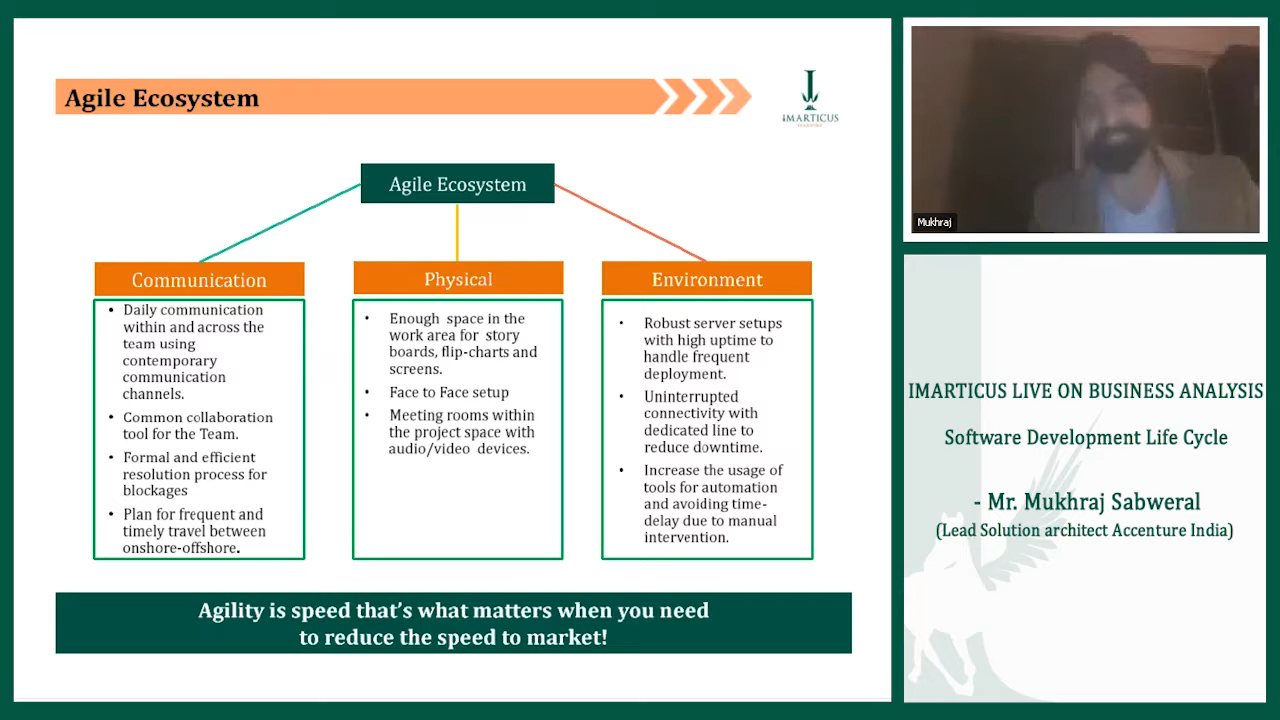 Agile Ecosystem
IMARTICUS
LEARNING
Agile Ecosystem
Communication
• Daily communication
within and across the
team using
contemporary
communication
channels.
• Common collaboration
tool for the Team.
• Formal and efficient
resolution process for
blockages
• Plan for frequent and
timely travel between
onshore-offshore.
Physical
• Enough space in the
work area for story
boards, flip-charts and
screens.
• Face to Face setup
• Meeting rooms within
the project space with
audio/video devices.
Environment
• Robust server setups
with high uptime to
handle frequent
deployment.
• Uninterrupted
connectivity with
dedicated line to
reduce downtime.
• Increase the usage of
tools for automation
and avoiding time-
delay due to manual
intervention.
Agility is speed that's what matters when you need
to reduce the speed to market!
Mukhraj
IMARTICUS LIVE ON BUSINESS ANALYSIS
Software Development Life Cycle
- Mr. Mukhraj Sabweral
(Lead Solution architect Accenture India)